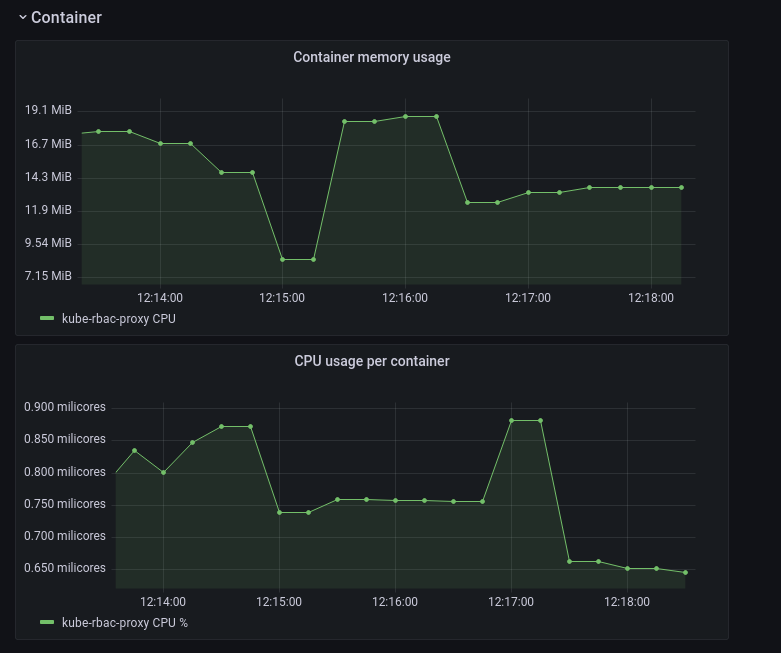 Container
Container memory usage
19.1 MiB
16.7 MiB
14.3 MiB
11.9 MiB
9.54 MiB
7.15 MiB
12:14:00 12:15:00 12:16:00 12:17:00 12:18:00
kube-rbac-proxy CPU
CPU usage per container
0.900 milicores
0.850 milicores
0.800 milicores
0.750 milicores
0.700 milicores
0.650 milicores
12:14:00 12:15:00 12:16:00 12:17:00 12:18:00
kube-rbac-proxy CPU %